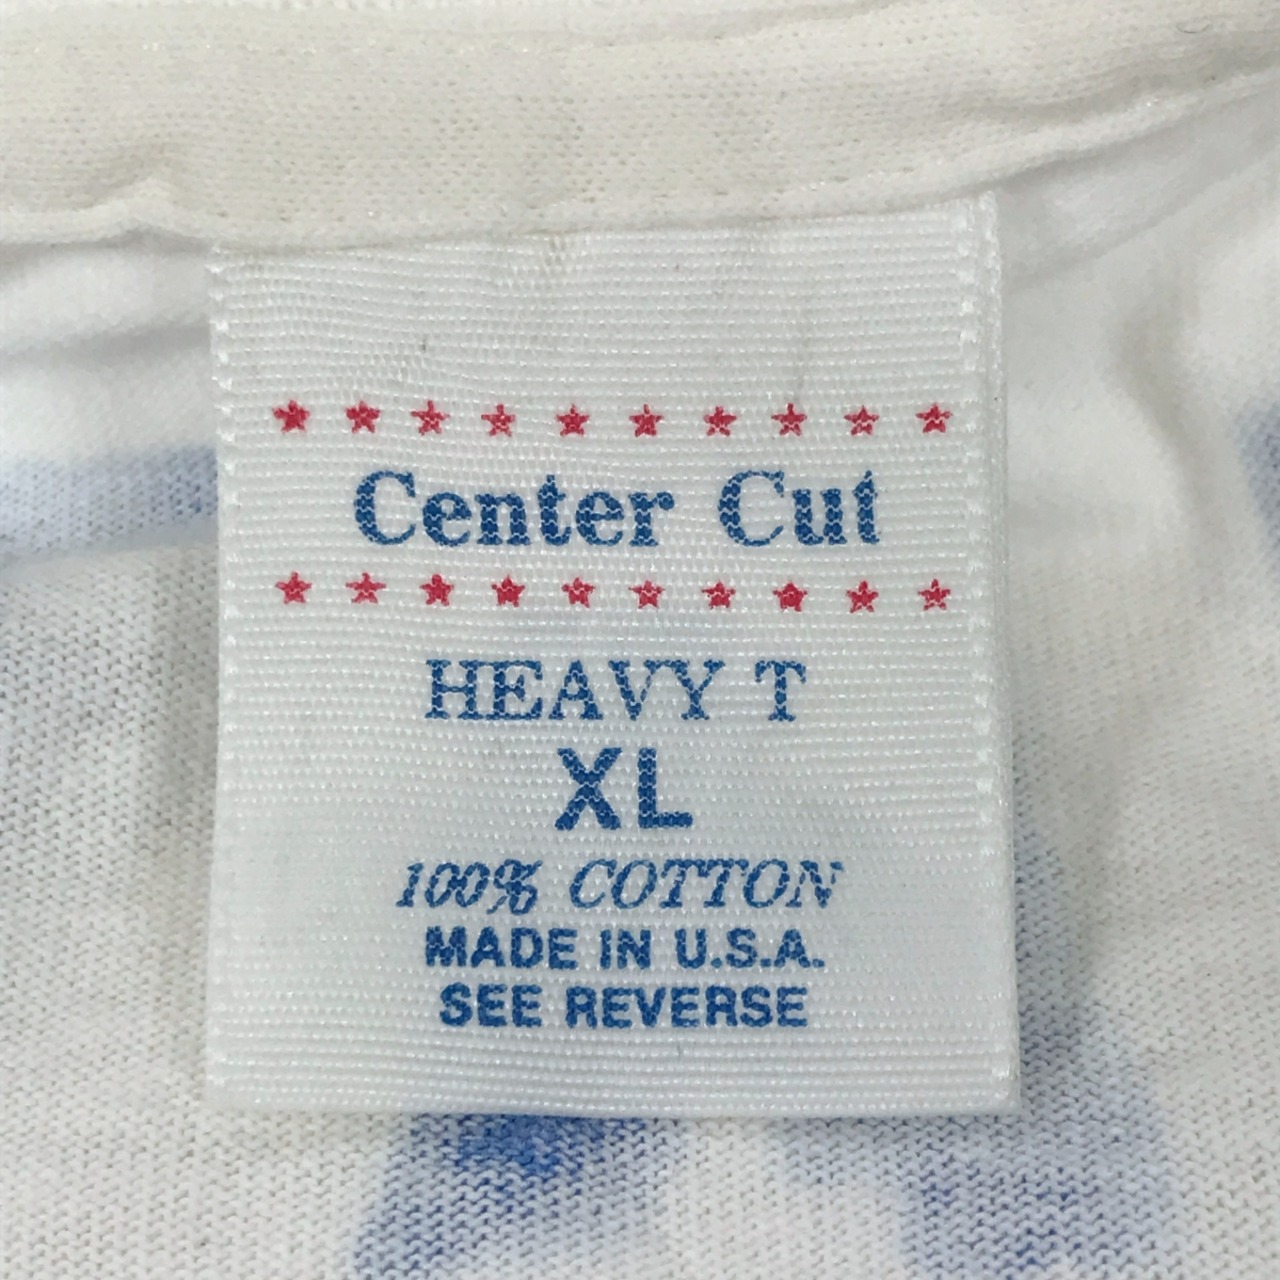 Center Cut
HEAVY T
XL
100% COTTON
MADE IN U.S.A.
SEE REVERSE